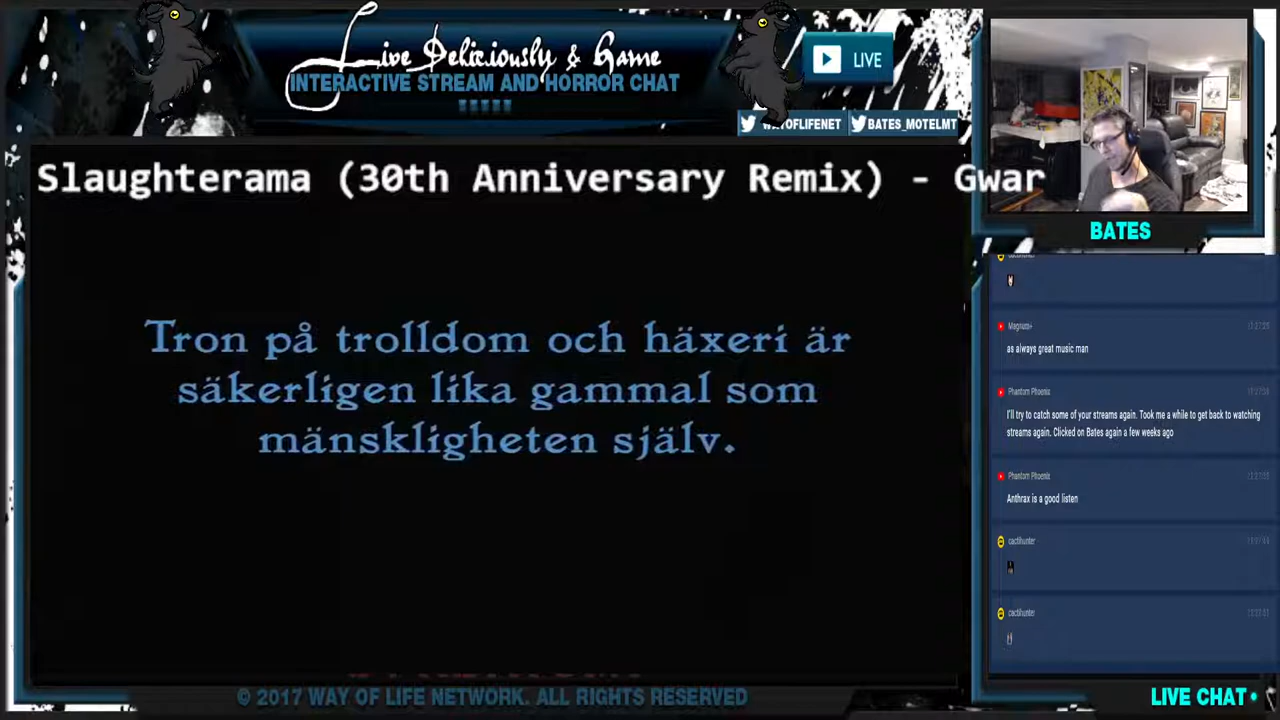 Live Deliciously & Game
INTERACTIVE STREAM AND HORROR CHAT
LIVE
WAYOFLIFENET
BATES_MOTELMT
Slaughterama (30th Anniversary Remix) - Gwar
Tron på trolldom och häxeri är
säkerligen lika gammal som
mänskligheten själv.
© 2017 WAY OF LIFE NETWORK. ALL RIGHTS RESERVED
BATES
Magnum+
as always great music man
Phantom Phoenix
I'll try to catch some of your streams again. Took me a while to get back to watching
streams again. Clicked on Bates again a few weeks ago
Phantom Phoenix
Anthrax is a good listen
cactihunter
cactihunter
LIVE CHAT